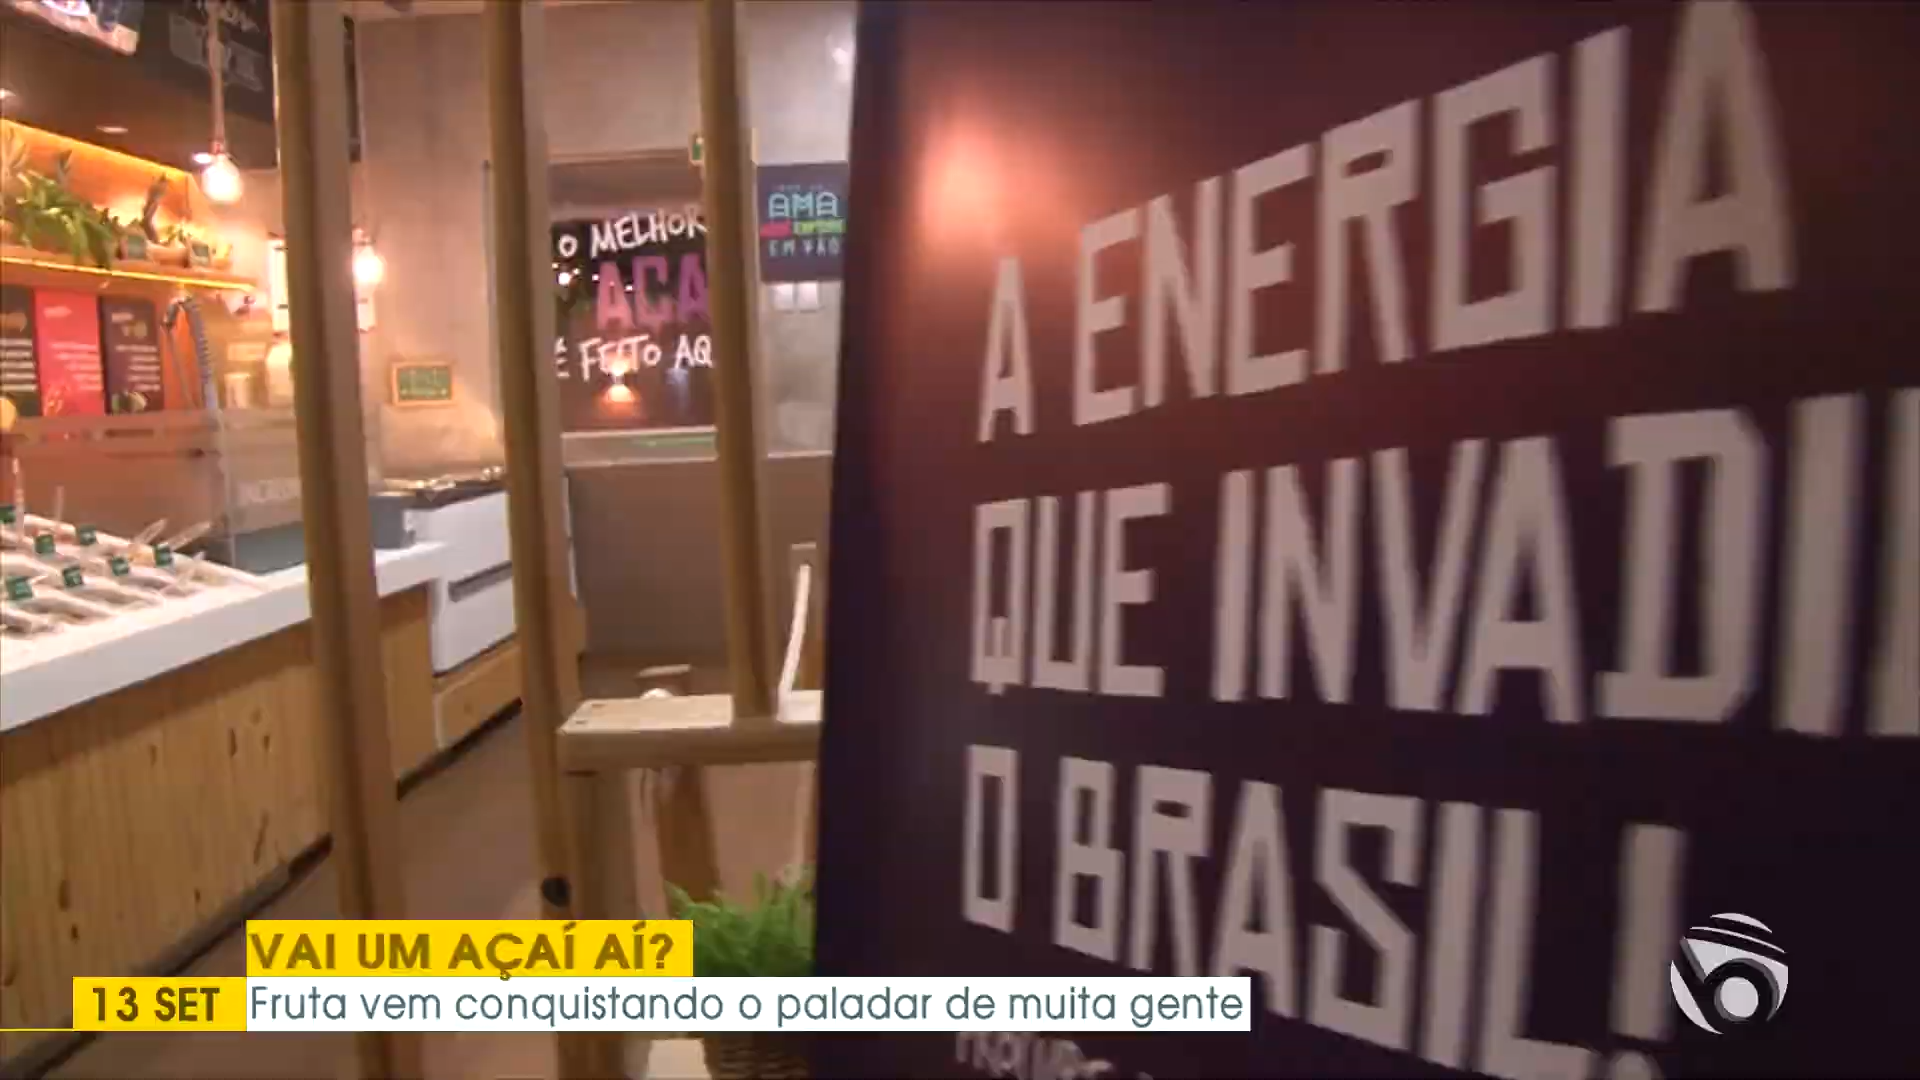 O MELHOR
AÇA
É FEITO AQ
AMA
EM VÃO
A ENERGIA
QUE INVADI
O BRASIL!
VAI UM AÇAÍ AÍ?
13 SET
Fruta vem conquistando o paladar de muita gente